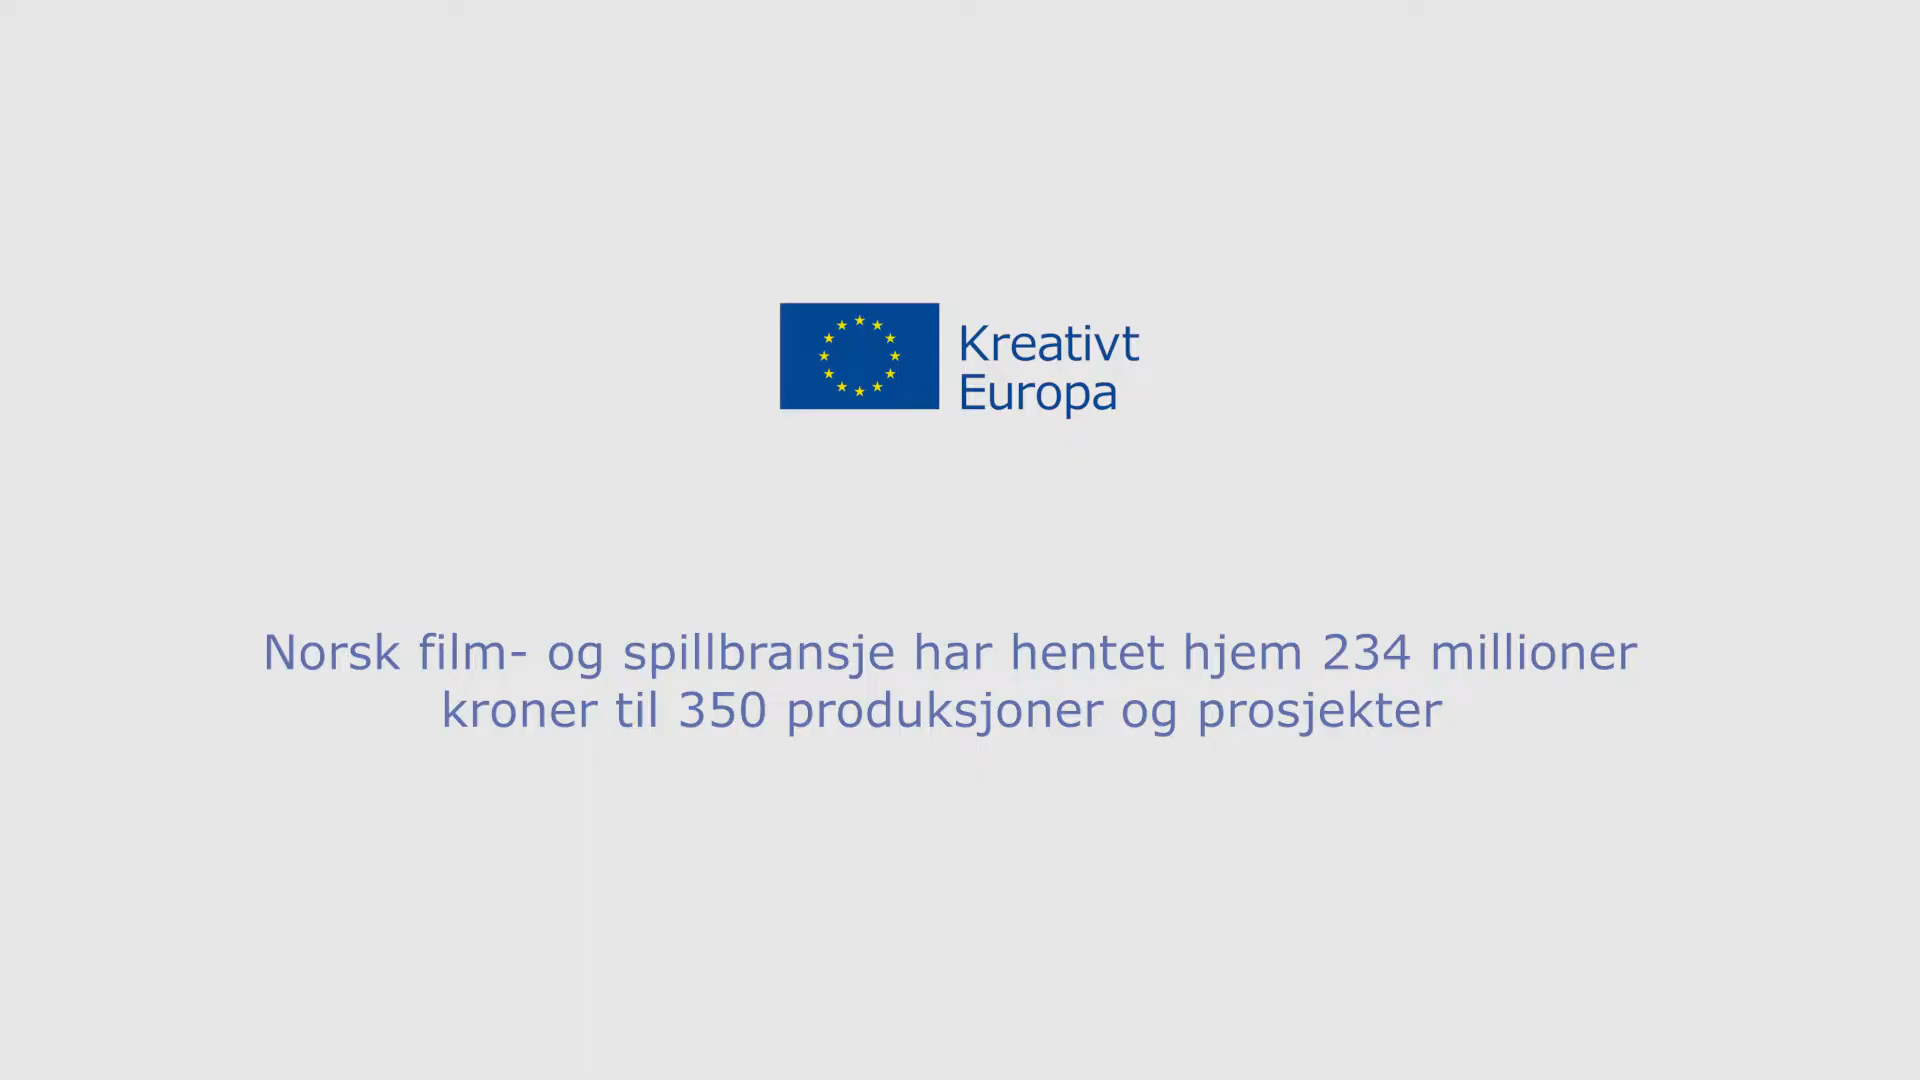 Kreativt
Europa
Norsk film- og spillbransje har hentet hjem 234 millioner
kroner til 350 produksjoner og prosjekter